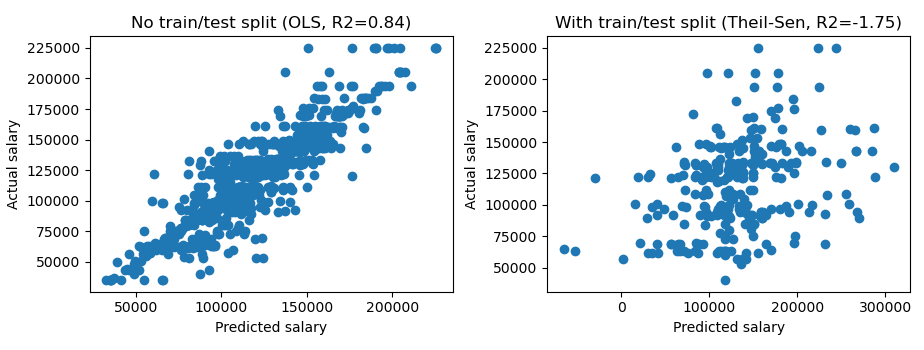 No train/test split (OLS, R2=0.84)
225000
200000
175000
150000
125000
100000
75000
50000
Actual salary
50000 100000 150000 200000
Predicted salary
With train/test split (Theil-Sen, R2=-1.75)
225000
200000
175000
150000
125000
100000
75000
50000
Actual salary
0 100000 200000 300000
Predicted salary